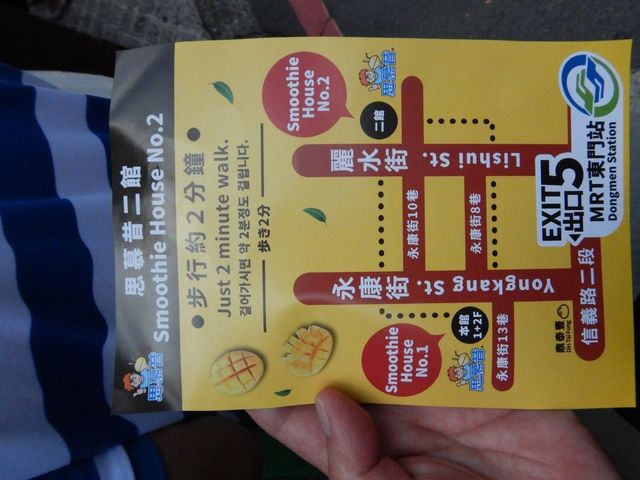 思慕昔
思慕昔二館
Smoothie House No.2
步行約2分鐘
Just 2 minute walk.
걸어가시면 약 2분정도 걸립니다.
歩き2分
Smoothie
House
No.2
思慕昔
二館
麗水街
Lishui St.
永康街10巷
永康街8巷
EXIT 5
出口
MRT東門站
Dongmen Station
永康街
Yongkang St.
Smoothie
House
No.1
本館
1+2F
思慕昔
永康街13巷
鼎泰豐
Din Tai Fung
信義路二段